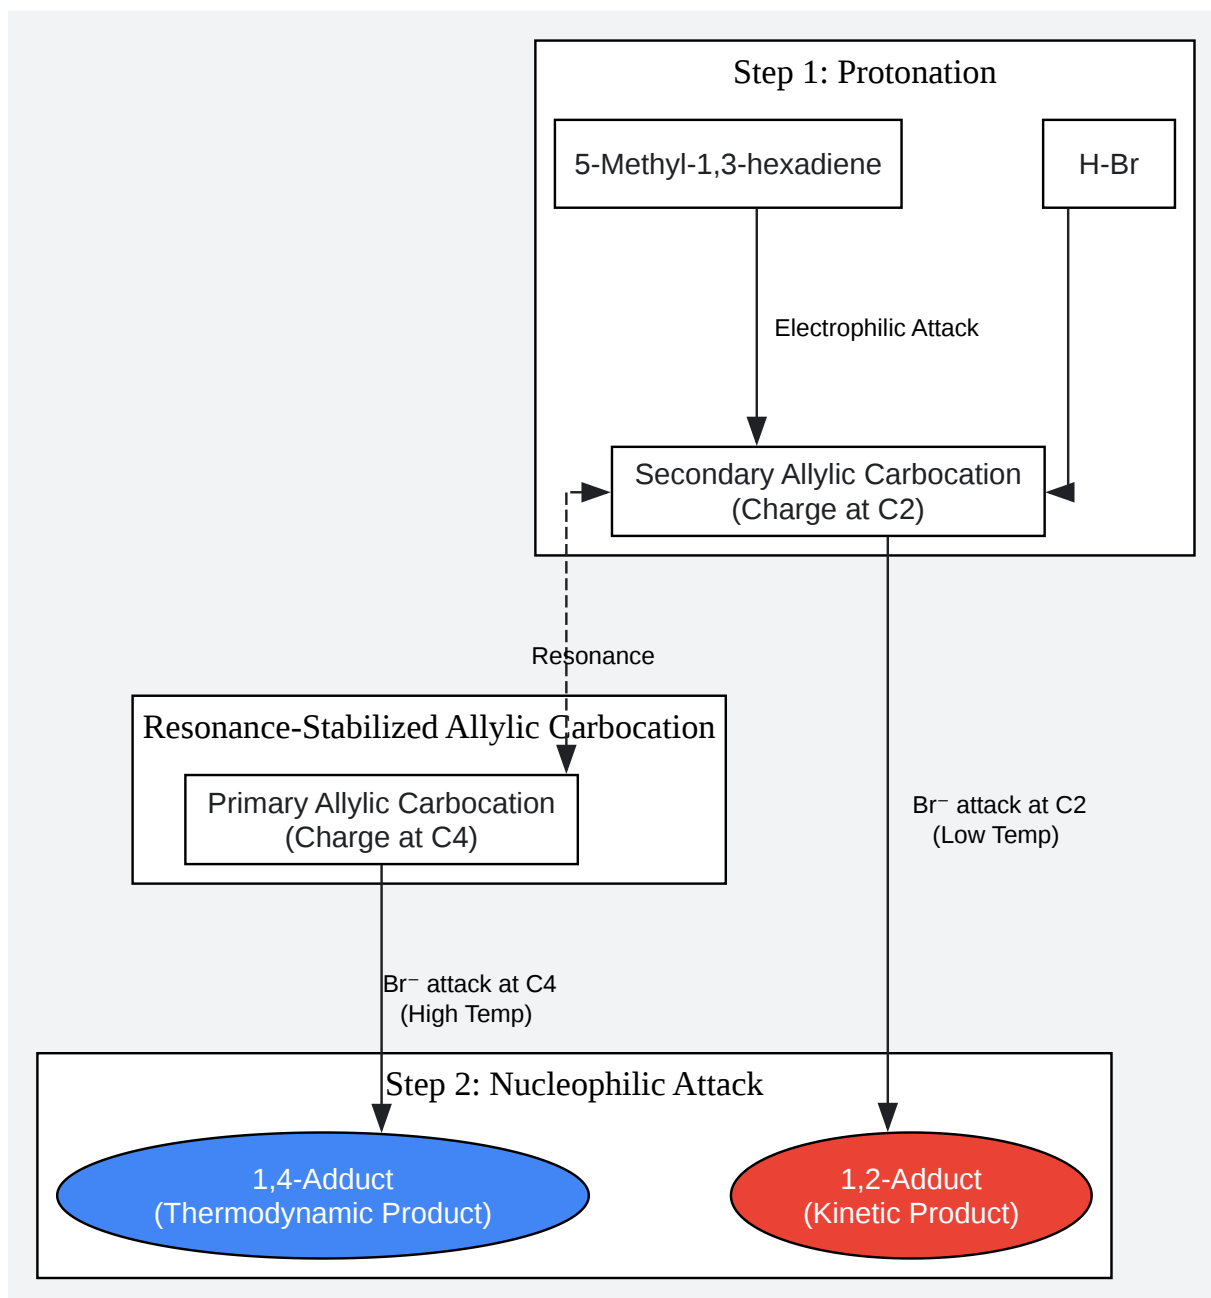 Step 1: Protonation
5-Methyl-1,3-hexadiene
H-Br
Electrophilic Attack
Secondary Allylic Carbocation
(Charge at C2)
Resonance
Resonance-Stabilized Allylic Carbocation
Primary Allylic Carbocation
(Charge at C4)
Br⁻ attack at C2
(Low Temp)
Br⁻ attack at C4
(High Temp)
Step 2: Nucleophilic Attack
1,4-Adduct
(Thermodynamic Product)
1,2-Adduct
(Kinetic Product)